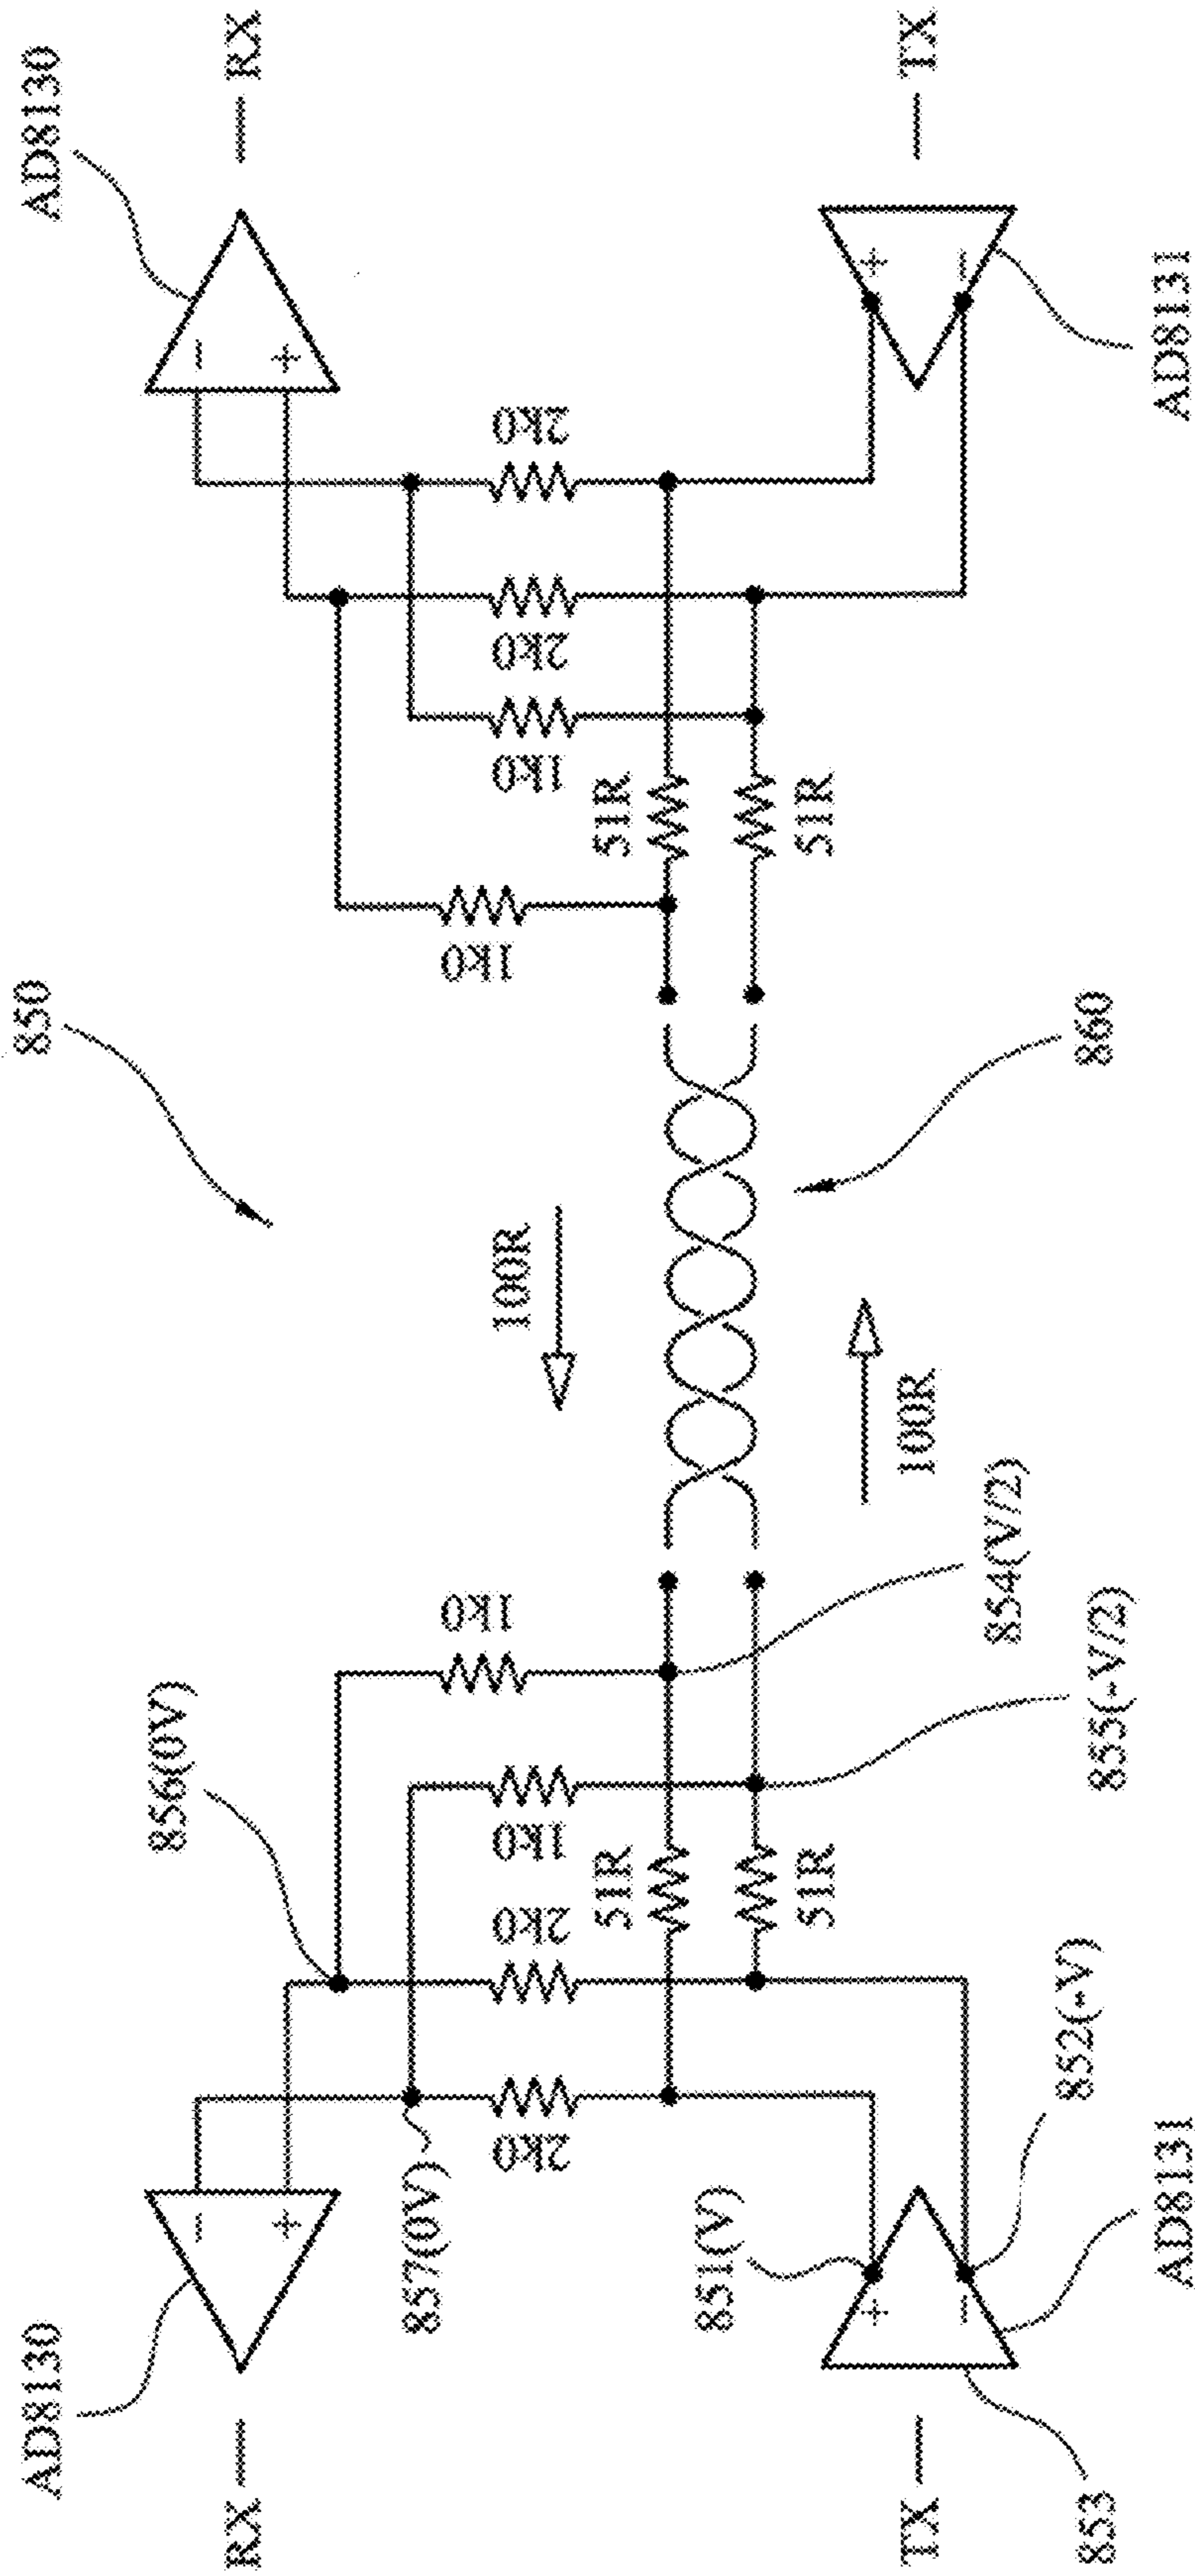 850
AD8130
AD8130
RX
RX
856(0V)
857(0V)
1k0
1k0
2k0
2k0
1k0
1k0
2k0
2k0
100R
51R
51R
51R
51R
851(V)
100R
TX
TX
854(V/2)
855(-V/2)
852(-V)
853
860
AD8131
AD8131
+
−
+
−
+
−
+
−